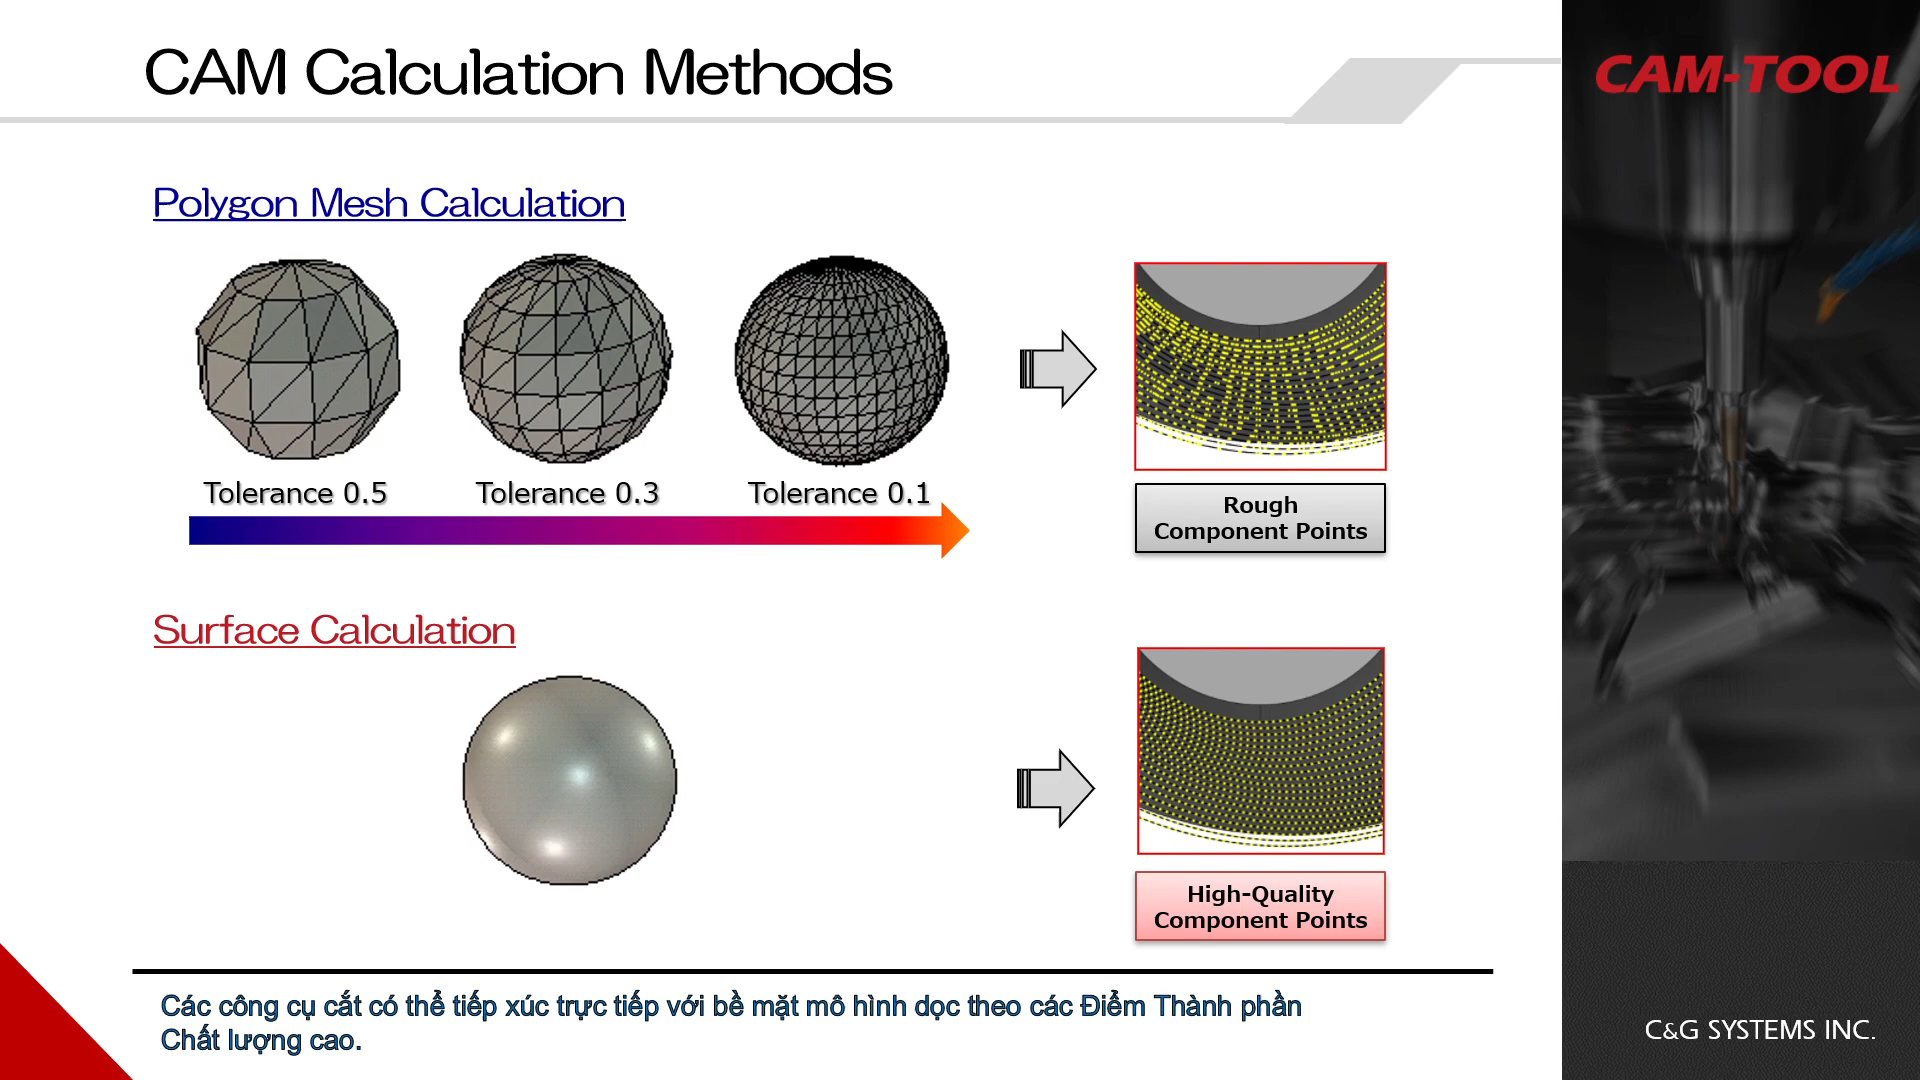 CAM Calculation Methods
CAM-TOOL
Polygon Mesh Calculation
Tolerance 0.5
Tolerance 0.3
Tolerance 0.1
Rough
Component Points
Surface Calculation
High-Quality
Component Points
Các công cụ cắt có thể tiếp xúc trực tiếp với bề mặt mô hình dọc theo các Điểm Thành phần
Chất lượng cao.
C&G SYSTEMS INC.